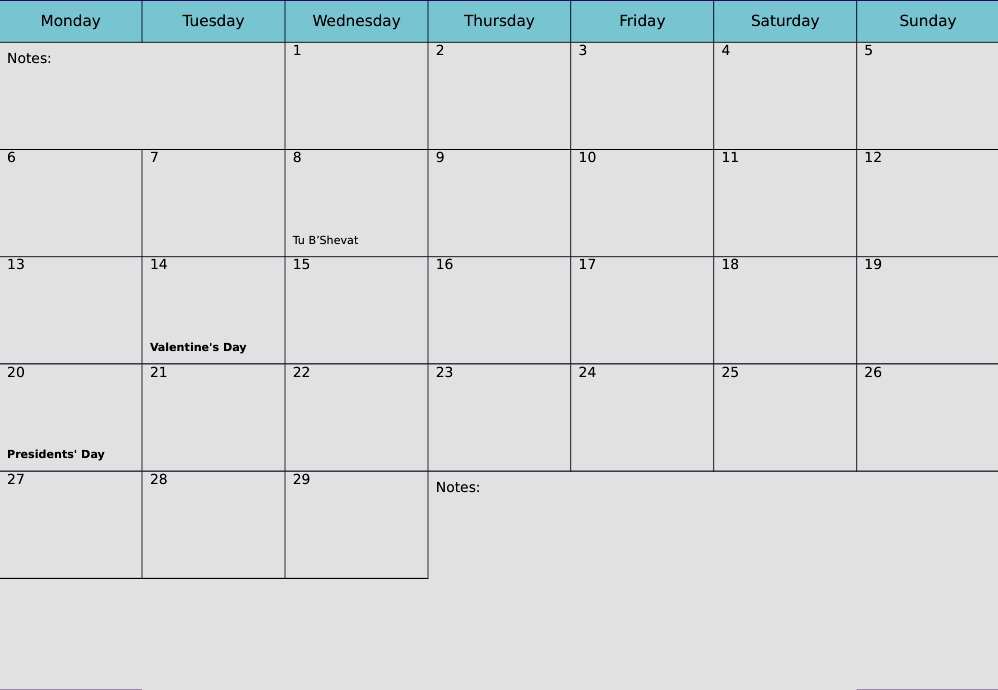 Monday Tuesday Wednesday Thursday Friday Saturday Sunday
Notes: 1 2 3 4 5
6 7 8 9 10 11 12
Tu B’Shevat
13 14 15 16 17 18 19
Valentine's Day
20 21 22 23 24 25 26
Presidents' Day
27 28 29 Notes: